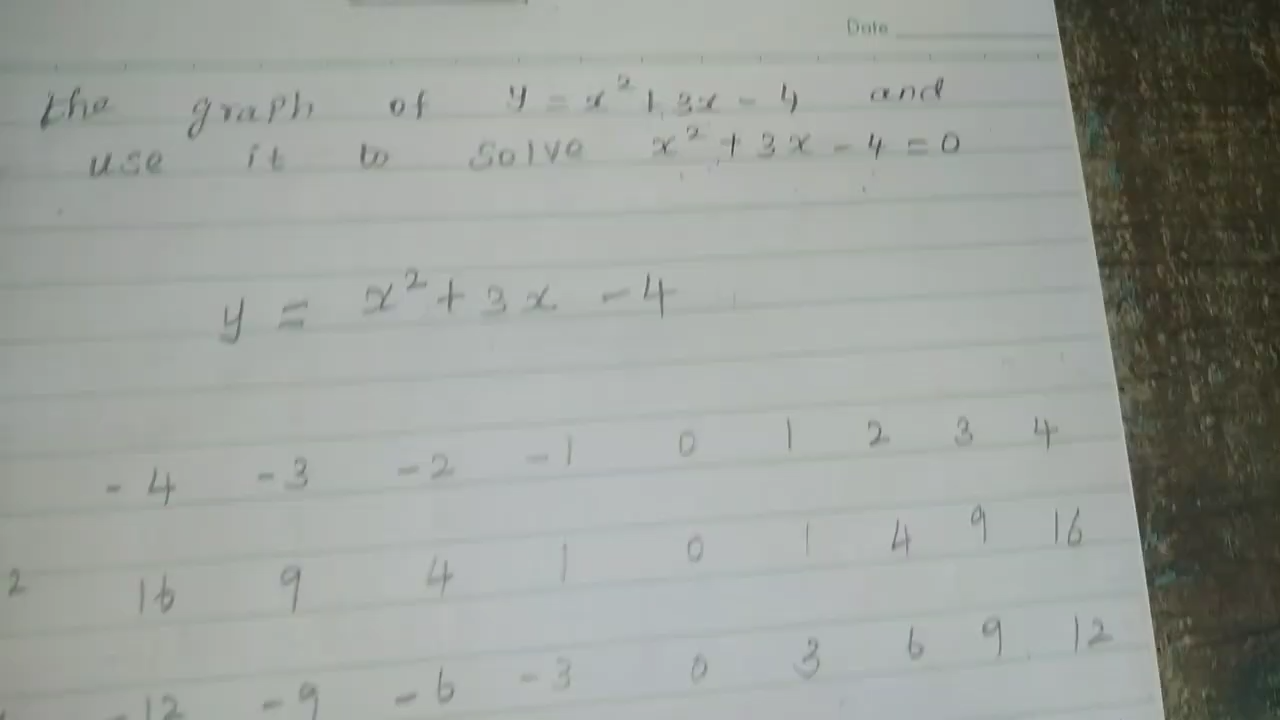 Date
the graph of y = x² + 3x - 4 and
use it to solve x² + 3x - 4 = 0
y = x² + 3x - 4
-4 -3 -2 -1 0 1 2 3 4
2 16 9 4 1 0 1 4 9 16
-12 -9 -6 -3 0 3 6 9 12